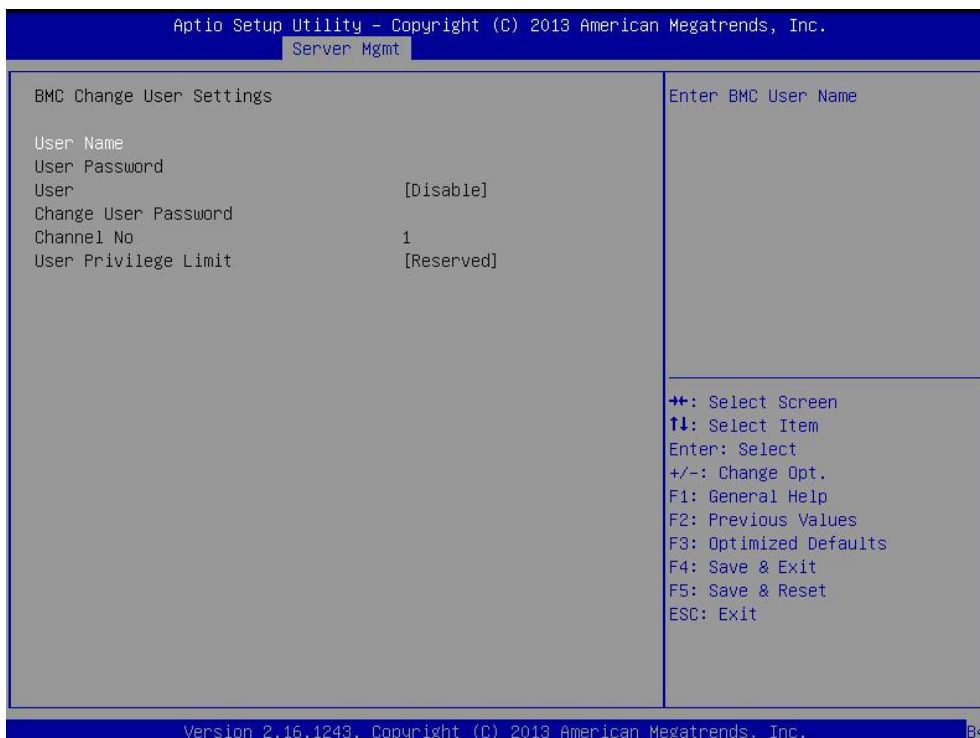 Aptio Setup Utility – Copyright (C) 2013 American Megatrends, Inc.
Server Mgmt
BMC Change User Settings
User Name
User Password
User [Disable]
Change User Password
Channel No 1
User Privilege Limit [Reserved]
Enter BMC User Name
→←: Select Screen
↑↓: Select Item
Enter: Select
+/-: Change Opt.
F1: General Help
F2: Previous Values
F3: Optimized Defaults
F4: Save & Exit
F5: Save & Reset
ESC: Exit
Version 2.16.1243. Copyright (C) 2013 American Megatrends, Inc.